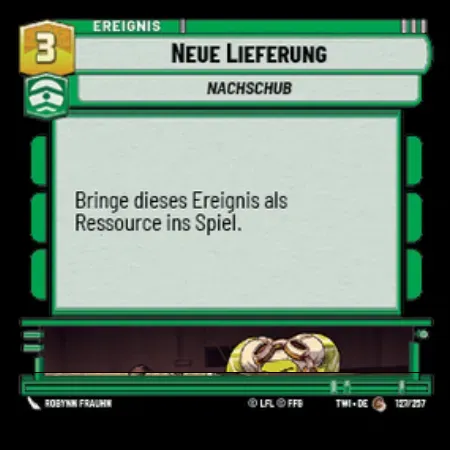 EREIGNIS
3
NEUE LIEFERUNG
NACHSCHUB
Bringe dieses Ereignis als
Ressource ins Spiel.
ROBYNN FRAUHN
© LFL © FFG
TWI • DE
127/257